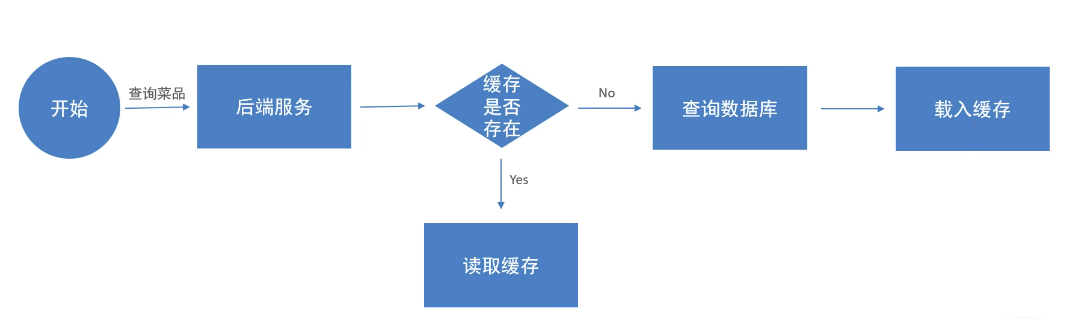 开始
查询菜品
后端服务
缓存
是否
存在
No
查询数据库
载入缓存
Yes
读取缓存